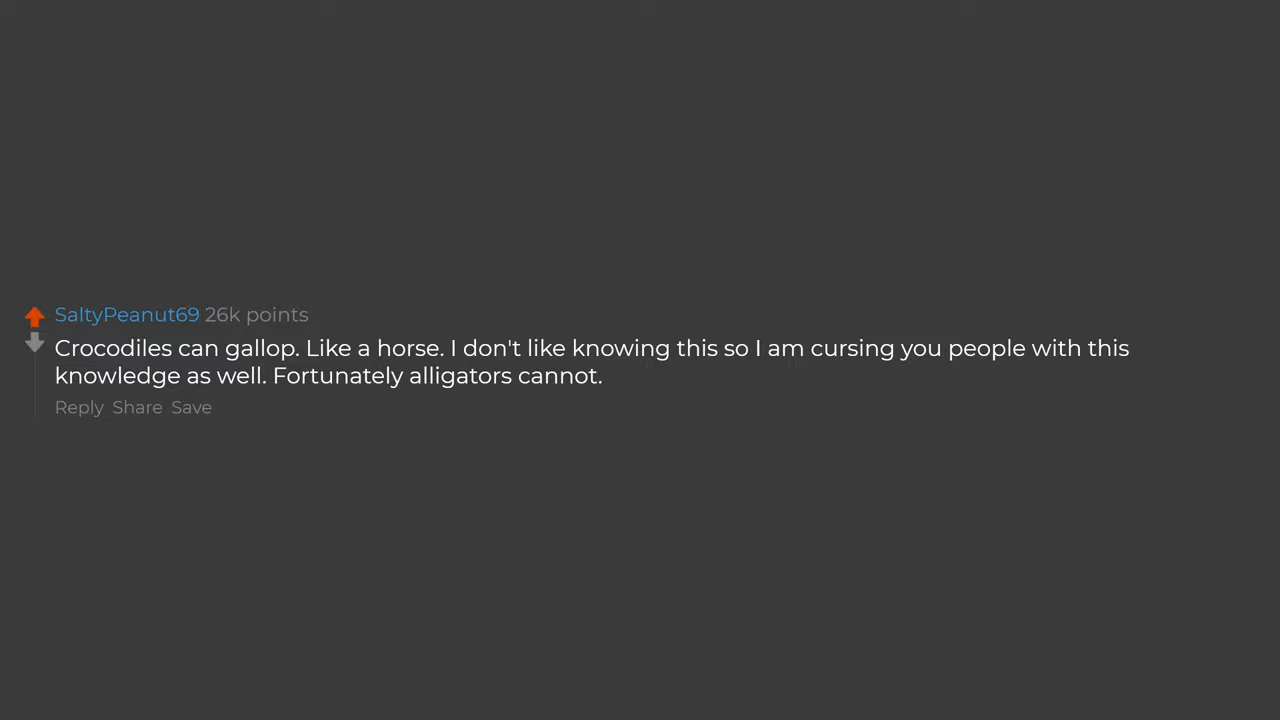 SaltyPeanut69 26k points
Crocodiles can gallop. Like a horse. I don't like knowing this so I am cursing you people with this
knowledge as well. Fortunately alligators cannot.
Reply Share Save